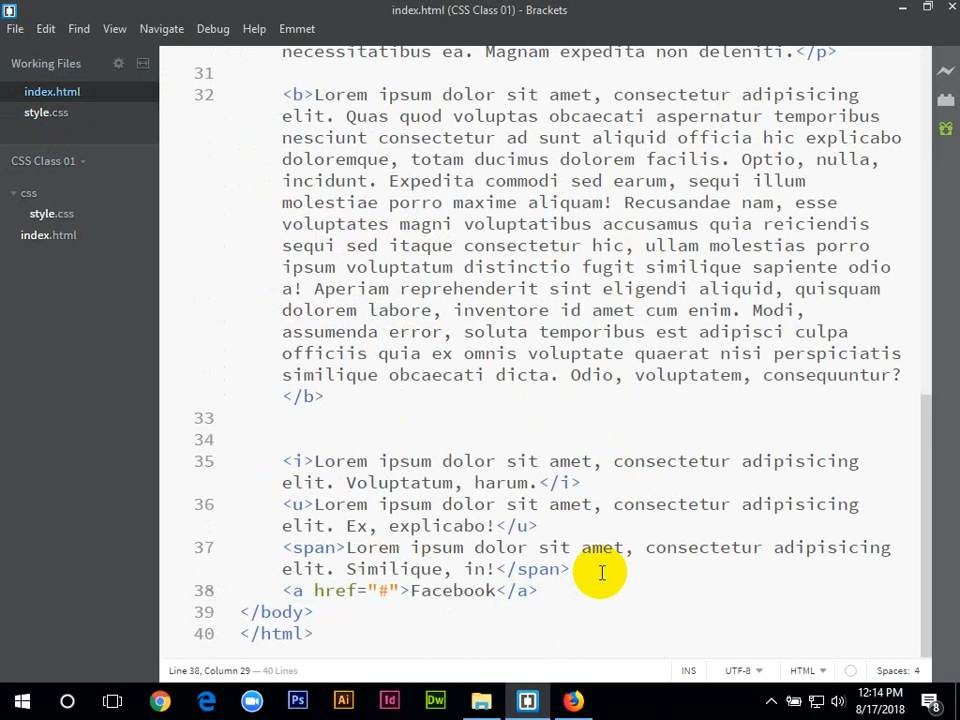 index.html (CSS Class 01) - Brackets
File Edit Find View Navigate Debug Help Emmet
Working Files
index.html
style.css
CSS Class 01
css
style.css
index.html
necessitatibus ea. Magnam expedita non deleniti.</p>
31
32 <b>Lorem ipsum dolor sit amet, consectetur adipisicing
elit. Quas quod voluptas obcaecati aspernatur temporibus
nesciunt consectetur ad sunt aliquid officia hic explicabo
doloremque, totam ducimus dolorem facilis. Optio, nulla,
incidunt. Expedita commodi sed earum, sequi illum
molestiae porro maxime aliquam! Recusandae nam, esse
voluptates magni voluptatibus accusamus quia reiciendis
sequi sed itaque consectetur hic, ullam molestias porro
ipsum voluptatum distinctio fugit similique sapiente odio
a! Aperiam reprehenderit sint eligendi aliquid, quisquam
dolorem labore, inventore id amet cum enim. Modi,
assumenda error, soluta temporibus est adipisci culpa
officiis quia ex omnis voluptate quaerat nisi perspiciatis
similique obcaecati dicta. Odio, voluptatem, consequuntur?
</b>
33
34
35 <i>Lorem ipsum dolor sit amet, consectetur adipisicing
elit. Voluptatum, harum.</i>
36 <u>Lorem ipsum dolor sit amet, consectetur adipisicing
elit. Ex, explicabo!</u>
37 <span>Lorem ipsum dolor sit amet, consectetur adipisicing
elit. Similique, in!</span>
38 <a href="#">Facebook</a>
39 </body>
40 </html>
Line 38, Column 29 — 40 Lines
INS UTF-8 HTML Spaces: 4
Ps Ai Id Dw
12:14 PM
8/17/2018
8